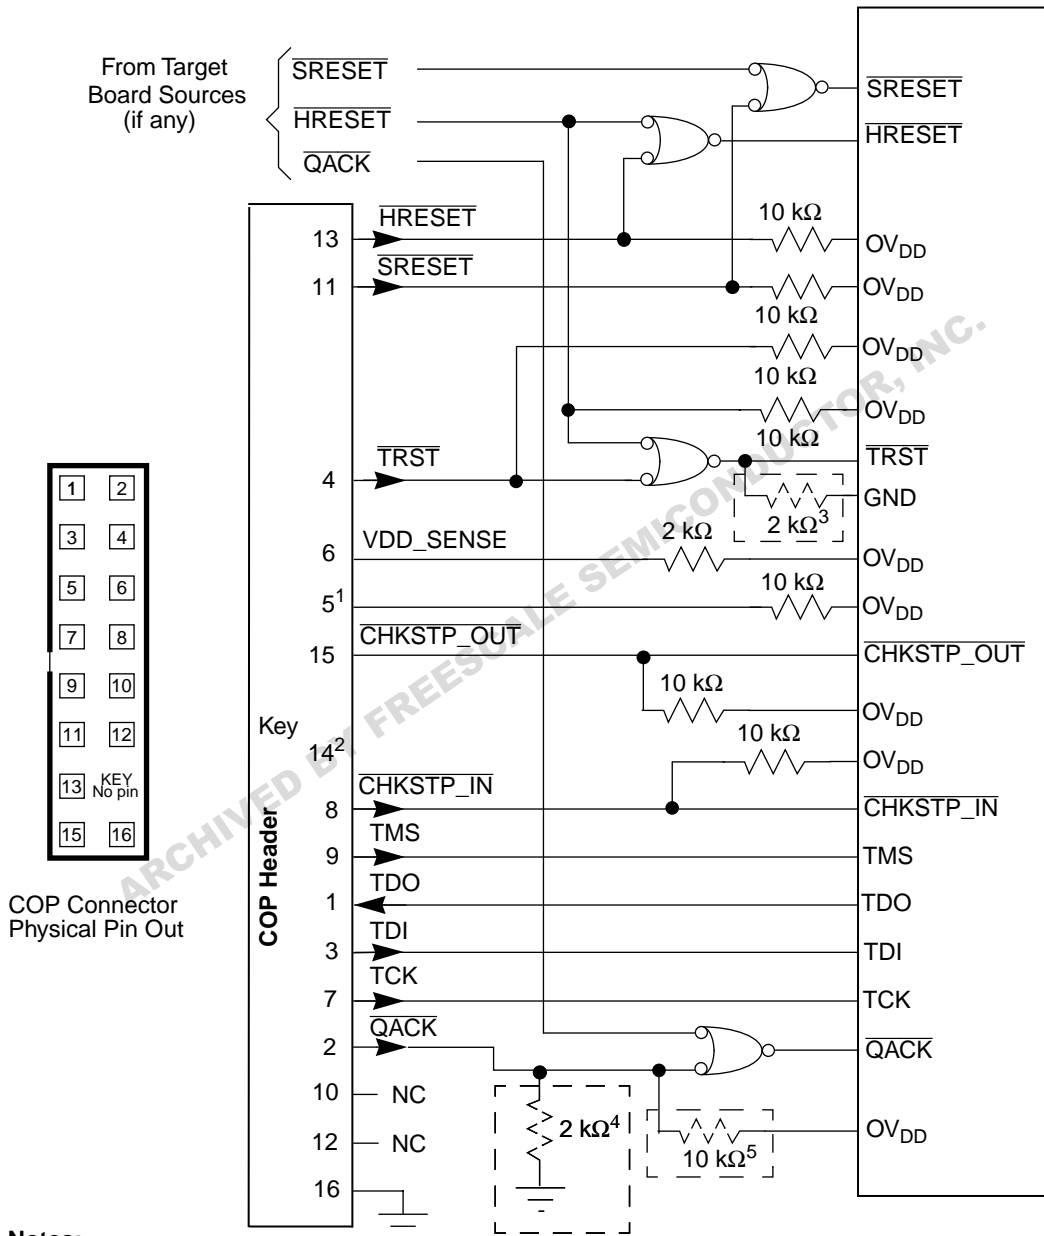 From Target
Board Sources
(if any)
SRESET
HRESET
QACK
SRESET
HRESET
13
HRESET
10 kΩ
OVDD
11
SRESET
10 kΩ
OVDD
10 kΩ
OVDD
10 kΩ
OVDD
4
TRST
TRST
2 kΩ3
GND
6
VDD_SENSE
2 kΩ
OVDD
51
10 kΩ
OVDD
15
CHKSTP_OUT
CHKSTP_OUT
10 kΩ
OVDD
Key
142
10 kΩ
OVDD
8
CHKSTP_IN
CHKSTP_IN
9
TMS
TMS
1
TDO
TDO
3
TDI
TDI
7
TCK
TCK
2
QACK
QACK
10
NC
2 kΩ4
10 kΩ5
OVDD
12
NC
16
COP Header
1 2
3 4
5 6
7 8
9 10
11 12
13 KEY
No pin
15 16
COP Connector
Physical Pin Out
ARCHIVED BY FREESCALE SEMICONDUCTOR, INC.